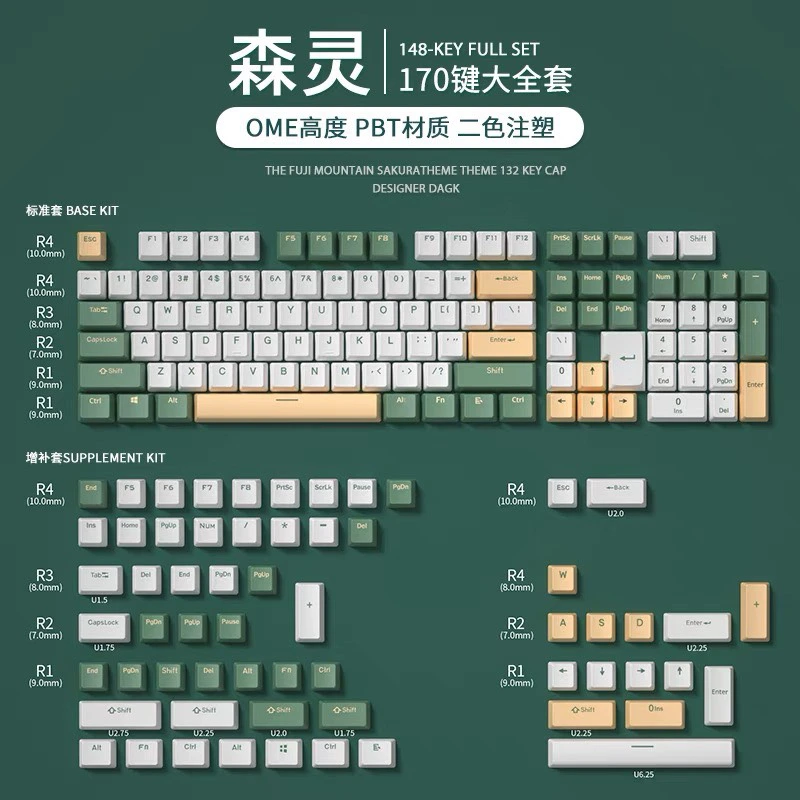 森灵
148-KEY FULL SET
170键大全套
OME高度 PBT材质 二色注塑
THE FUJI MOUNTAIN SAKURATHEME THEME 132 KEY CAP
DESIGNER DAGK
标准套 BASE KIT
R4 (10.0mm) Esc F1 F2 F3 F4 F5 F6 F7 F8 F9 F10 F11 F12 PrtSc ScrLk Pause \ | Shift
R4 (10.0mm) ~ ` 1! 2@ 3# 4$ 5% 6^ 7& 8* 9( 0) -_ =+ ←Back Ins Home PgUp Num / * −
R3 (8.0mm) Tab Q W E R T Y U I O P [{ ]} \ | Del End PgDn 7 Home 8 ↑ 9 PgUp +
R2 (7.0mm) CapsLock A S D F G H J K L ; : ' " Enter↵ \ | ↵ 4 ← 5 6 →
R1 (9.0mm) ⇧Shift Z X C V B N M ,< .> /? Shift 0 ↑ 1 End 2 ↓ 3 PgDn Enter
R1 (9.0mm) Ctrl Alt Alt Fn Ctrl ← ↓ → 0 Ins . Del
增补套SUPPLEMENT KIT
R4 (10.0mm) End F5 F6 F7 F8 PrtSc ScrLk Pause PgDn
Ins Home PgUp Num / * − Del
R3 (8.0mm) Tab Del End PgDn PgUp +
U1.5
R2 (7.0mm) CapsLock PgDn PgUp Pause
U1.75
R1 (9.0mm) End PgDn Shift Del Alt Fn Ctrl
⇧Shift ⇧Shift ⇧Shift ⇧Shift
U2.75 U2.25 U2.0 U1.75
Alt Fn Ctrl Alt Ctrl
R4 (10.0mm) Esc ←Back
U2.0
R4 (8.0mm) W +
R2 (7.0mm) A S D Enter↵
U2.25
R1 (9.0mm) ← ↓ → ↑ Enter
⇧Shift 0Ins
U2.25
U6.25